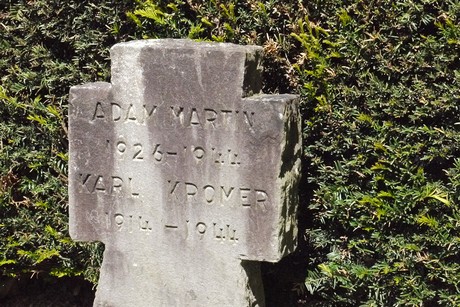 ADAM MARTIN
1926-1944
KARL KROMER
1914-1944